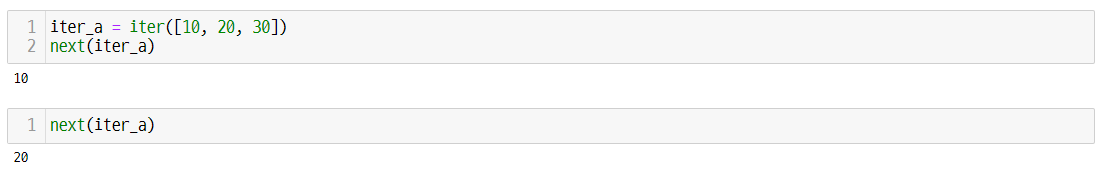 1 iter_a = iter([10, 20, 30])
2 next(iter_a)
10
1 next(iter_a)
20